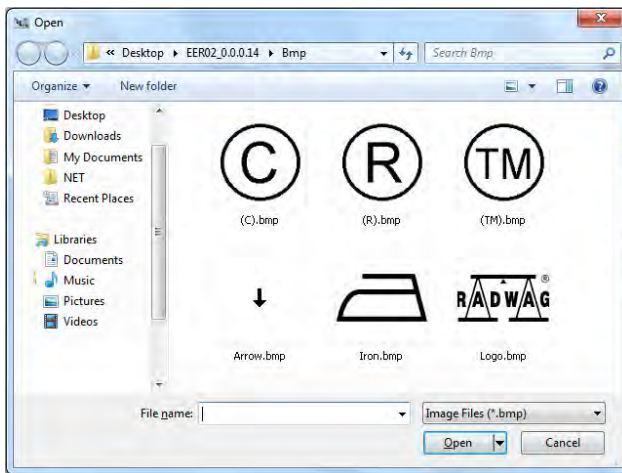 Open
« Desktop ▸ EER02_0.0.0.14 ▸ Bmp
Search Bmp
Organize ▾ New folder
Desktop
Downloads
My Documents
NET
Recent Places
Libraries
Documents
Music
Pictures
Videos
C
R
TM
(C).bmp
(R).bmp
(TM).bmp
RADWAG®
Arrow.bmp
Iron.bmp
Logo.bmp
File name:
Image Files (*.bmp)
Open
Cancel